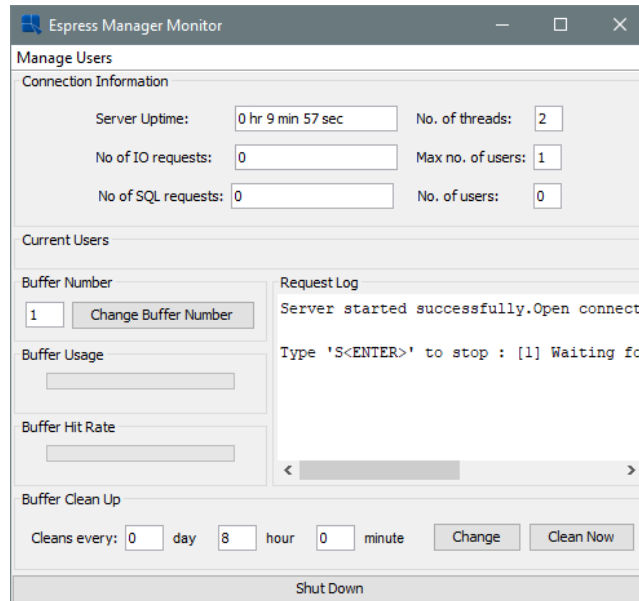 Espress Manager Monitor
Manage Users
Connection Information
Server Uptime: 0 hr 9 min 57 sec No. of threads: 2
No of IO requests: 0 Max no. of users: 1
No of SQL requests: 0 No. of users: 0
Current Users
Buffer Number
1 Change Buffer Number
Buffer Usage
Buffer Hit Rate
Request Log
Server started successfully.Open connect
Type 'S<ENTER>' to stop : [1] Waiting fo
Buffer Clean Up
Cleans every: 0 day 8 hour 0 minute Change Clean Now
Shut Down